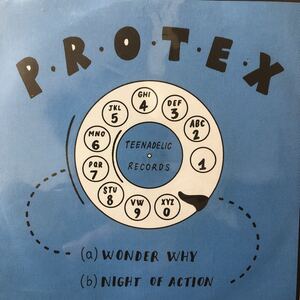 P·R·O·T·E·X
GHI
4
JKL
5
DEF
3
MNO
6
ABC
2
TEENADELIC
RECORDS
PQR
7
1
STU
8
VW
9
XYZ
0
(a) WONDER WHY
(b) NIGHT OF ACTION